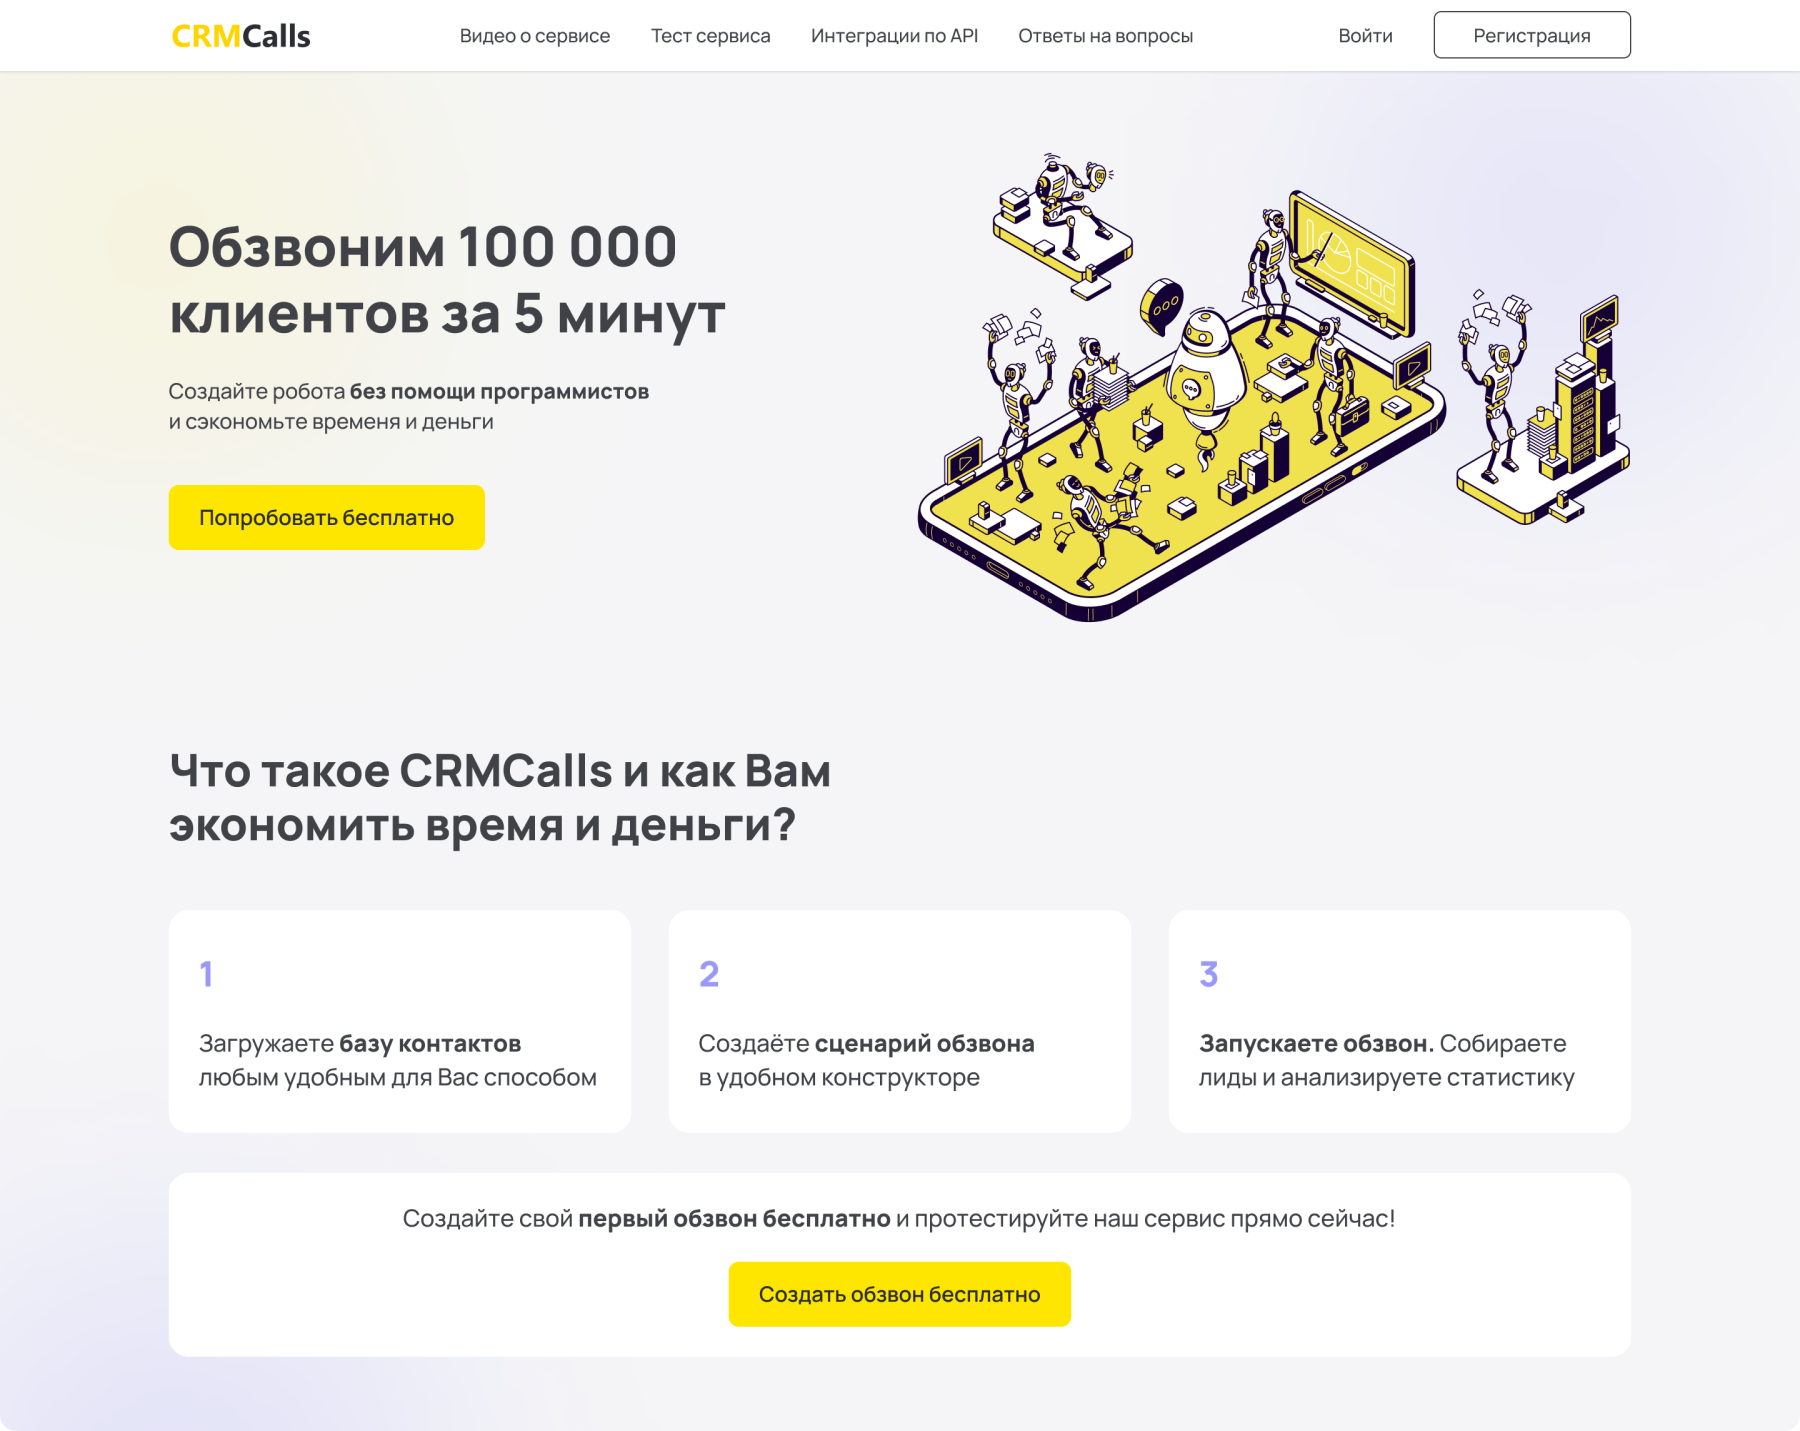 CRMCalls
Видео о сервисе
Тест сервиса
Интеграции по API
Ответы на вопросы
Войти
Регистрация
Обзвоним 100 000
клиентов за 5 минут
Создайте робота без помощи программистов
и сэкономьте временя и деньги
Попробовать бесплатно
Что такое CRMCalls и как Вам
экономить время и деньги?
1
Загружаете базу контактов
любым удобным для Вас способом
2
Создаёте сценарий обзвона
в удобном конструкторе
3
Запускаете обзвон. Собираете
лиды и анализируете статистику
Создайте свой первый обзвон бесплатно и протестируйте наш сервис прямо сейчас!
Создать обзвон бесплатно